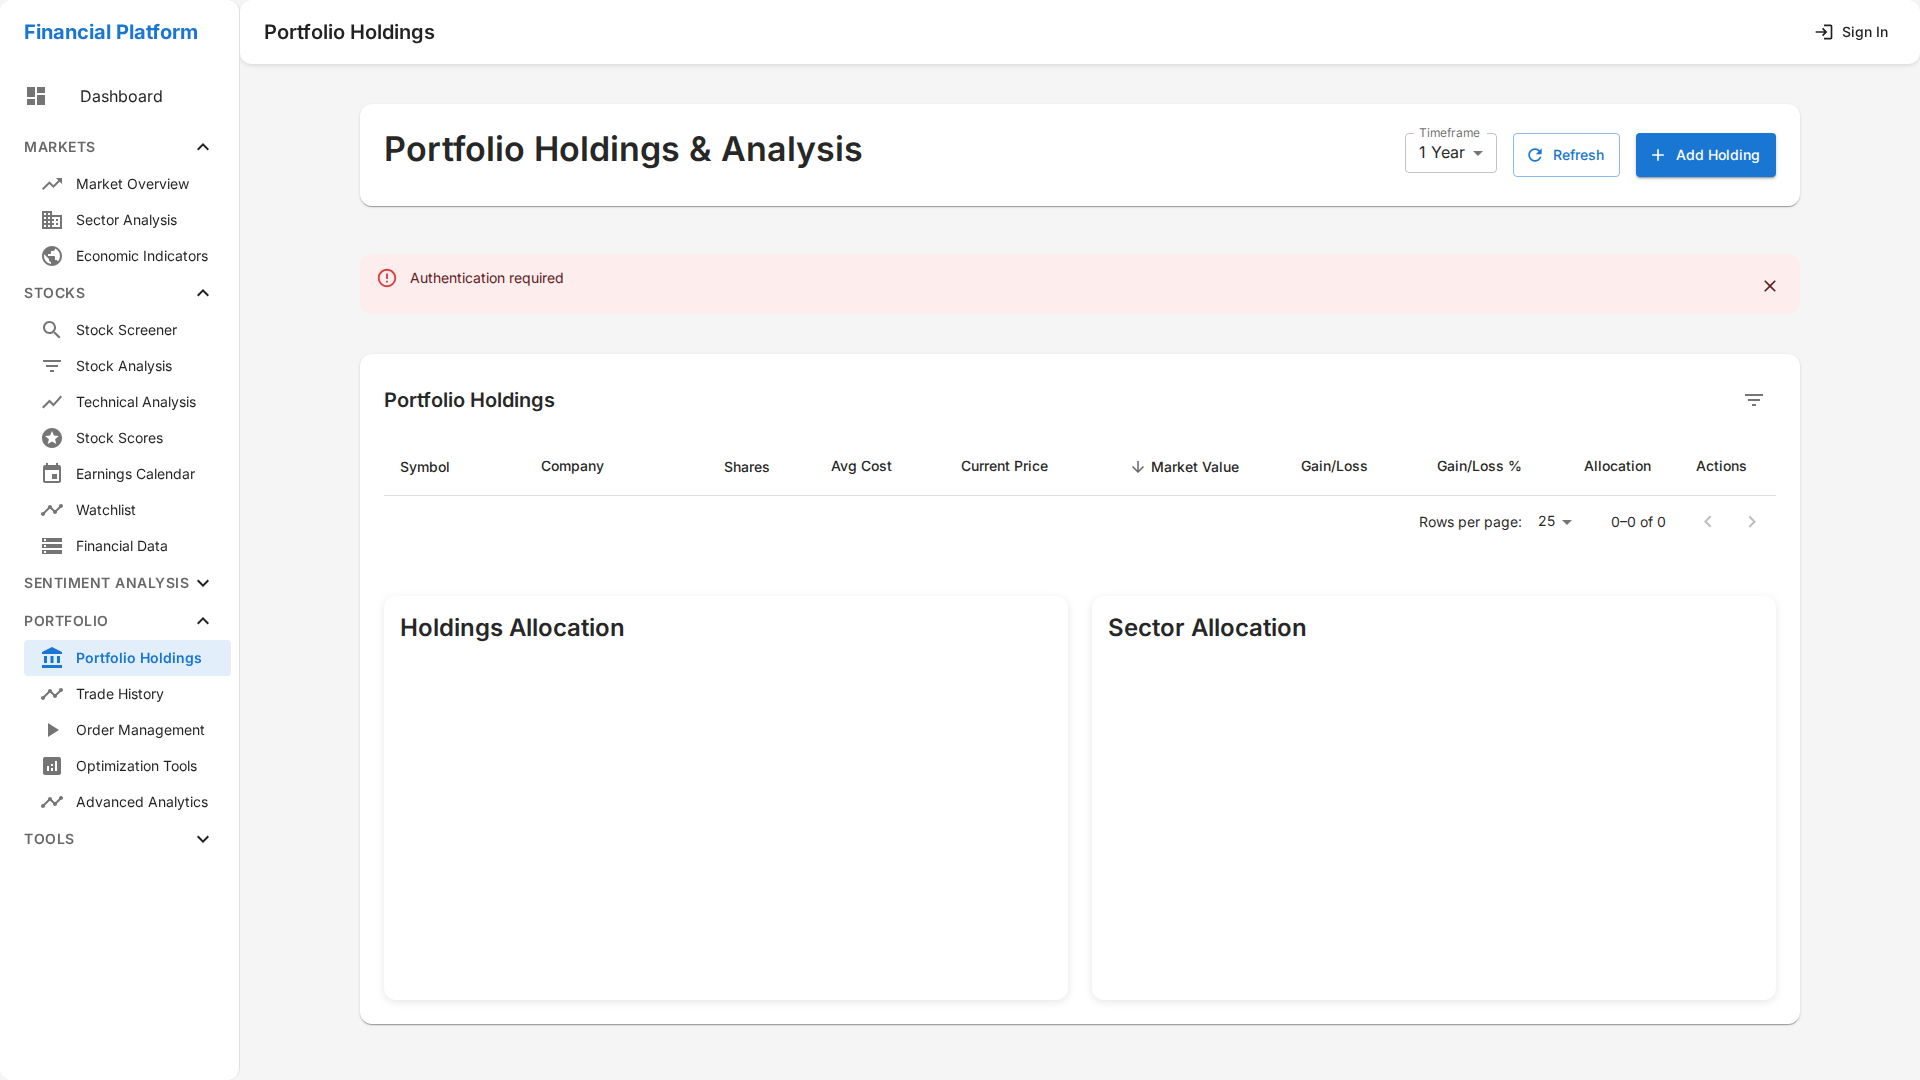 Financial Platform
Dashboard
MARKETS
Market Overview
Sector Analysis
Economic Indicators
STOCKS
Stock Screener
Stock Analysis
Technical Analysis
Stock Scores
Earnings Calendar
Watchlist
Financial Data
SENTIMENT ANALYSIS
PORTFOLIO
Portfolio Holdings
Trade History
Order Management
Optimization Tools
Advanced Analytics
TOOLS
Portfolio Holdings
Sign In
Portfolio Holdings & Analysis
Timeframe
1 Year
Refresh
Add Holding
Authentication required
Portfolio Holdings
Symbol Company Shares Avg Cost Current Price Market Value Gain/Loss Gain/Loss % Allocation Actions
Rows per page: 25 0–0 of 0
Holdings Allocation
Sector Allocation